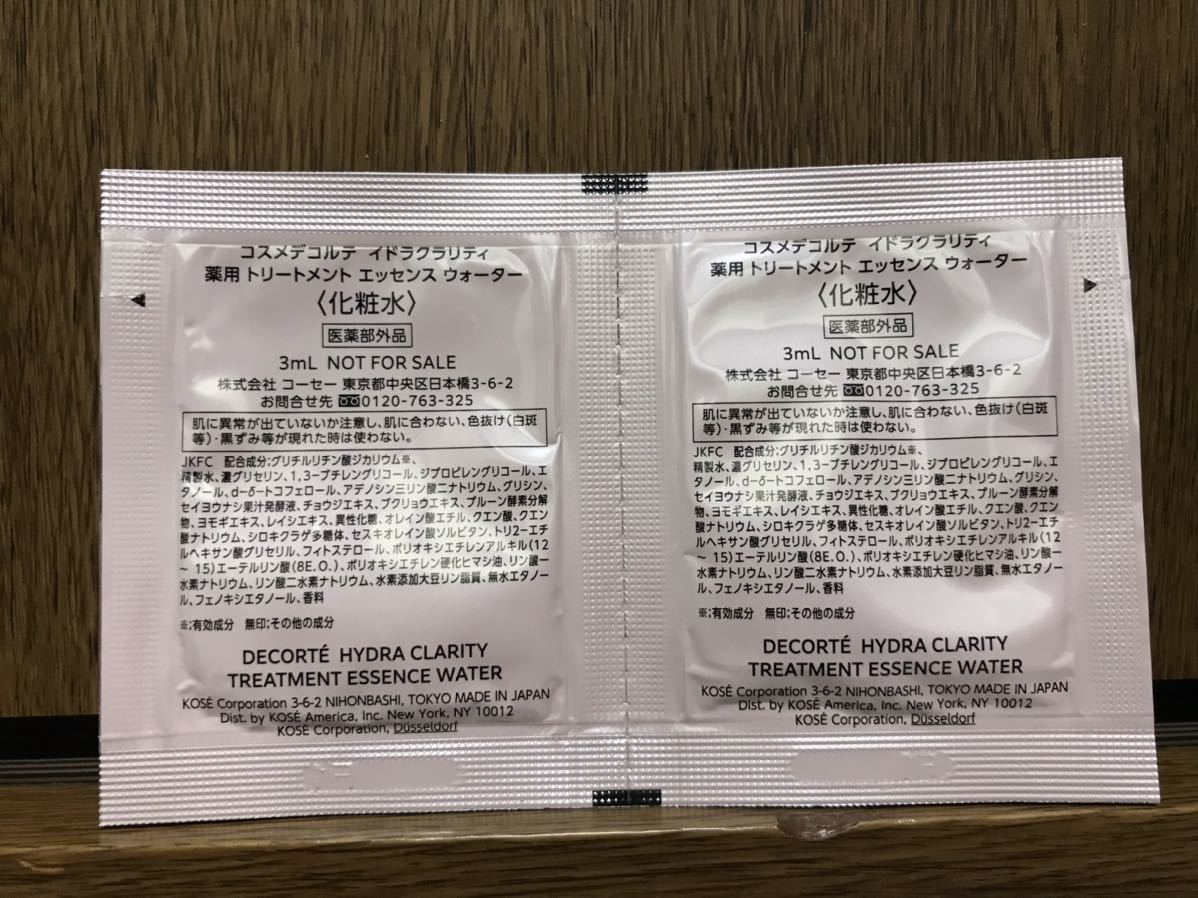 コスメデコルテ イドラクラリティ
薬用 トリートメント エッセンス ウォーター
〈化粧水〉
医薬部外品
3mL NOT FOR SALE
株式会社 コーセー 東京都中央区日本橋3-6-2
お問合せ先 0120-763-325
肌に異常が出ていないか注意し、肌に合わない、色抜け(白斑
等)・黒ずみ等が現れた時は使わない。
JKFC 配合成分;グリチルリチン酸ジカリウム※、
精製水、濃グリセリン、1,3-ブチレングリコール、ジプロピレングリコール、エ
タノール、d-δ-トコフェロール、アデノシン三リン酸二ナトリウム、グリシン、
セイヨウナシ果汁発酵液、チョウジエキス、ブクリョウエキス、プルーン酵素分解
物、ヨモギエキス、レイシエキス、異性化糖、オレイン酸エチル、クエン酸、クエン
酸ナトリウム、シロキクラゲ多糖体、セスキオレイン酸ソルビタン、トリ2-エチ
ルヘキサン酸グリセリル、フィトステロール、ポリオキシエチレンアルキル(12
~ 15)エーテルリン酸(8E.O.)、ポリオキシエチレン硬化ヒマシ油、リン酸一
水素ナトリウム、リン酸二水素ナトリウム、水素添加大豆リン脂質、無水エタノー
ル、フェノキシエタノール、香料
※;有効成分 無印;その他の成分
DECORTÉ HYDRA CLARITY
TREATMENT ESSENCE WATER
KOSÉ Corporation 3-6-2 NIHONBASHI, TOKYO MADE IN JAPAN
Dist. by KOSÉ America, Inc. New York, NY 10012
KOSÉ Corporation, Düsseldorf
コスメデコルテ イドラクラリティ
薬用 トリートメント エッセンス ウォーター
〈化粧水〉
医薬部外品
3mL NOT FOR SALE
株式会社 コーセー 東京都中央区日本橋3-6-2
お問合せ先 0120-763-325
肌に異常が出ていないか注意し、肌に合わない、色抜け(白斑
等)・黒ずみ等が現れた時は使わない。
JKFC 配合成分;グリチルリチン酸ジカリウム※、
精製水、濃グリセリン、1,3-ブチレングリコール、ジプロピレングリコール、エ
タノール、d-δ-トコフェロール、アデノシン三リン酸二ナトリウム、グリシン、
セイヨウナシ果汁発酵液、チョウジエキス、ブクリョウエキス、プルーン酵素分解
物、ヨモギエキス、レイシエキス、異性化糖、オレイン酸エチル、クエン酸、クエン
酸ナトリウム、シロキクラゲ多糖体、セスキオレイン酸ソルビタン、トリ2-エチ
ルヘキサン酸グリセリル、フィトステロール、ポリオキシエチレンアルキル(12
~ 15)エーテルリン酸(8E.O.)、ポリオキシエチレン硬化ヒマシ油、リン酸一
水素ナトリウム、リン酸二水素ナトリウム、水素添加大豆リン脂質、無水エタノー
ル、フェノキシエタノール、香料
※;有効成分 無印;その他の成分
DECORTÉ HYDRA CLARITY
TREATMENT ESSENCE WATER
KOSÉ Corporation 3-6-2 NIHONBASHI, TOKYO MADE IN JAPAN
Dist. by KOSÉ America, Inc. New York, NY 10012
KOSÉ Corporation, Düsseldorf